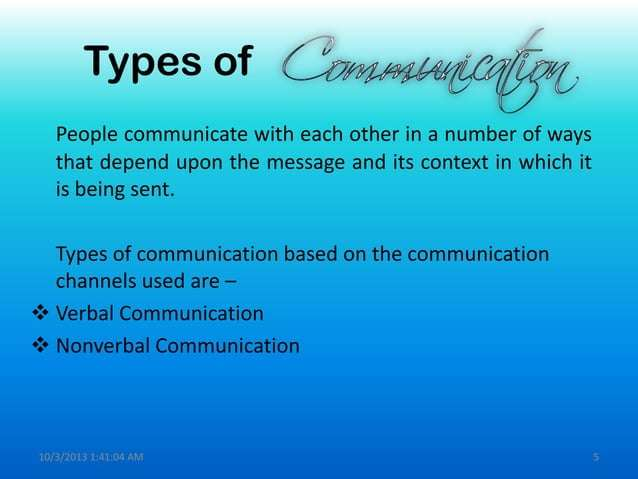 Types of Communication
People communicate with each other in a number of ways
that depend upon the message and its context in which it
is being sent.
Types of communication based on the communication
channels used are –
❖ Verbal Communication
❖ Nonverbal Communication
10/3/2013 1:41:04 AM
5